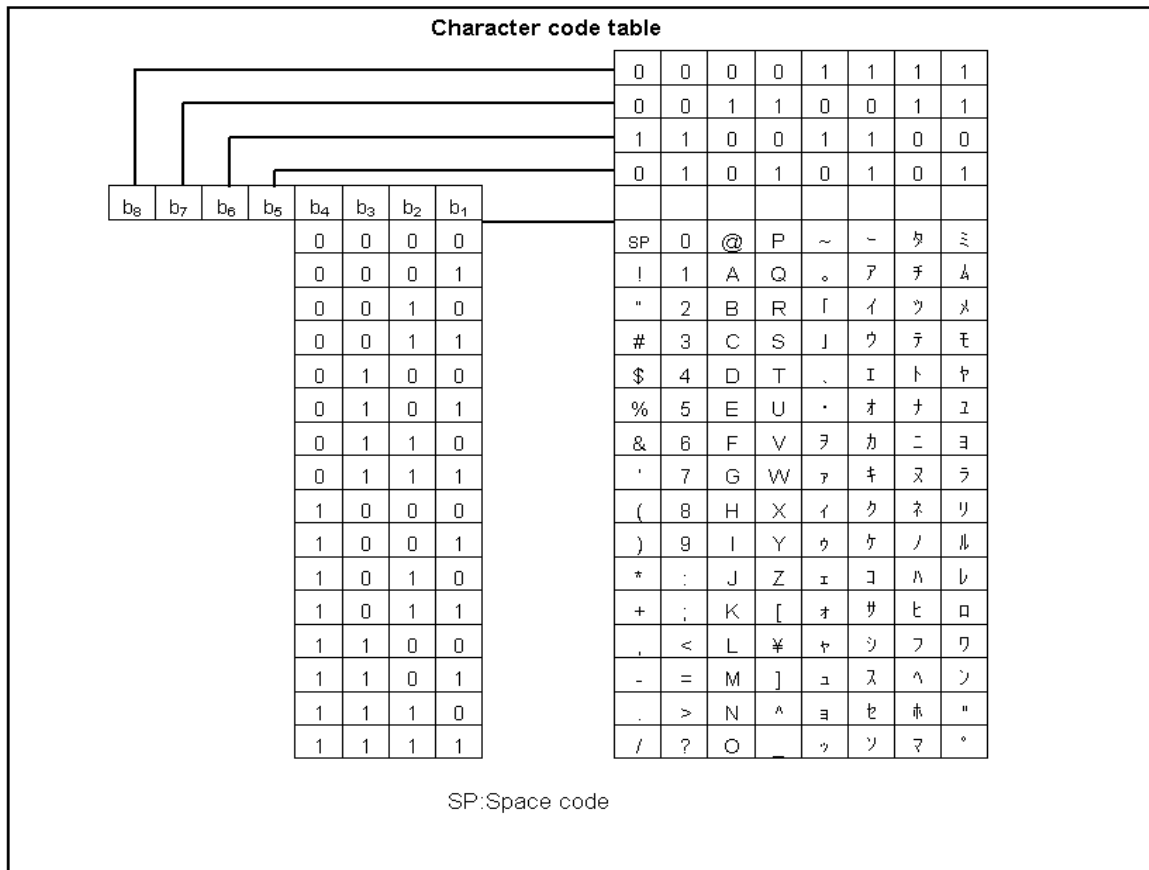 Character code table
0 0 0 0 1 1 1 1
0 0 1 1 0 0 1 1
1 1 0 0 1 1 0 0
0 1 0 1 0 1 0 1
b₈ b₇ b₆ b₅ b₄ b₃ b₂ b₁
0 0 0 0 SP 0 @ P ~ ｰ ﾀ ﾐ
0 0 0 1 ! 1 A Q ｡ ｱ ﾁ ﾑ
0 0 1 0 " 2 B R ｢ ｲ ﾂ ﾒ
0 0 1 1 # 3 C S ｣ ｳ ﾃ ﾓ
0 1 0 0 $ 4 D T ､ ｴ ﾄ ﾔ
0 1 0 1 % 5 E U ･ ｵ ﾅ ﾕ
0 1 1 0 & 6 F V ｦ ｶ ﾆ ﾖ
0 1 1 1 ' 7 G W ｧ ｷ ﾇ ﾗ
1 0 0 0 ( 8 H X ｨ ｸ ﾈ ﾘ
1 0 0 1 ) 9 I Y ｩ ｹ ﾉ ﾙ
1 0 1 0 * : J Z ｪ ｺ ﾊ ﾚ
1 0 1 1 + ; K [ ｫ ｻ ﾋ ﾛ
1 1 0 0 , < L ¥ ｬ ｼ ﾌ ﾜ
1 1 0 1 - = M ] ｭ ｽ ﾍ ﾝ
1 1 1 0 . > N ^ ｮ ｾ ﾎ "
1 1 1 1 / ? O _ ｯ ｿ ﾏ °
SP:Space code